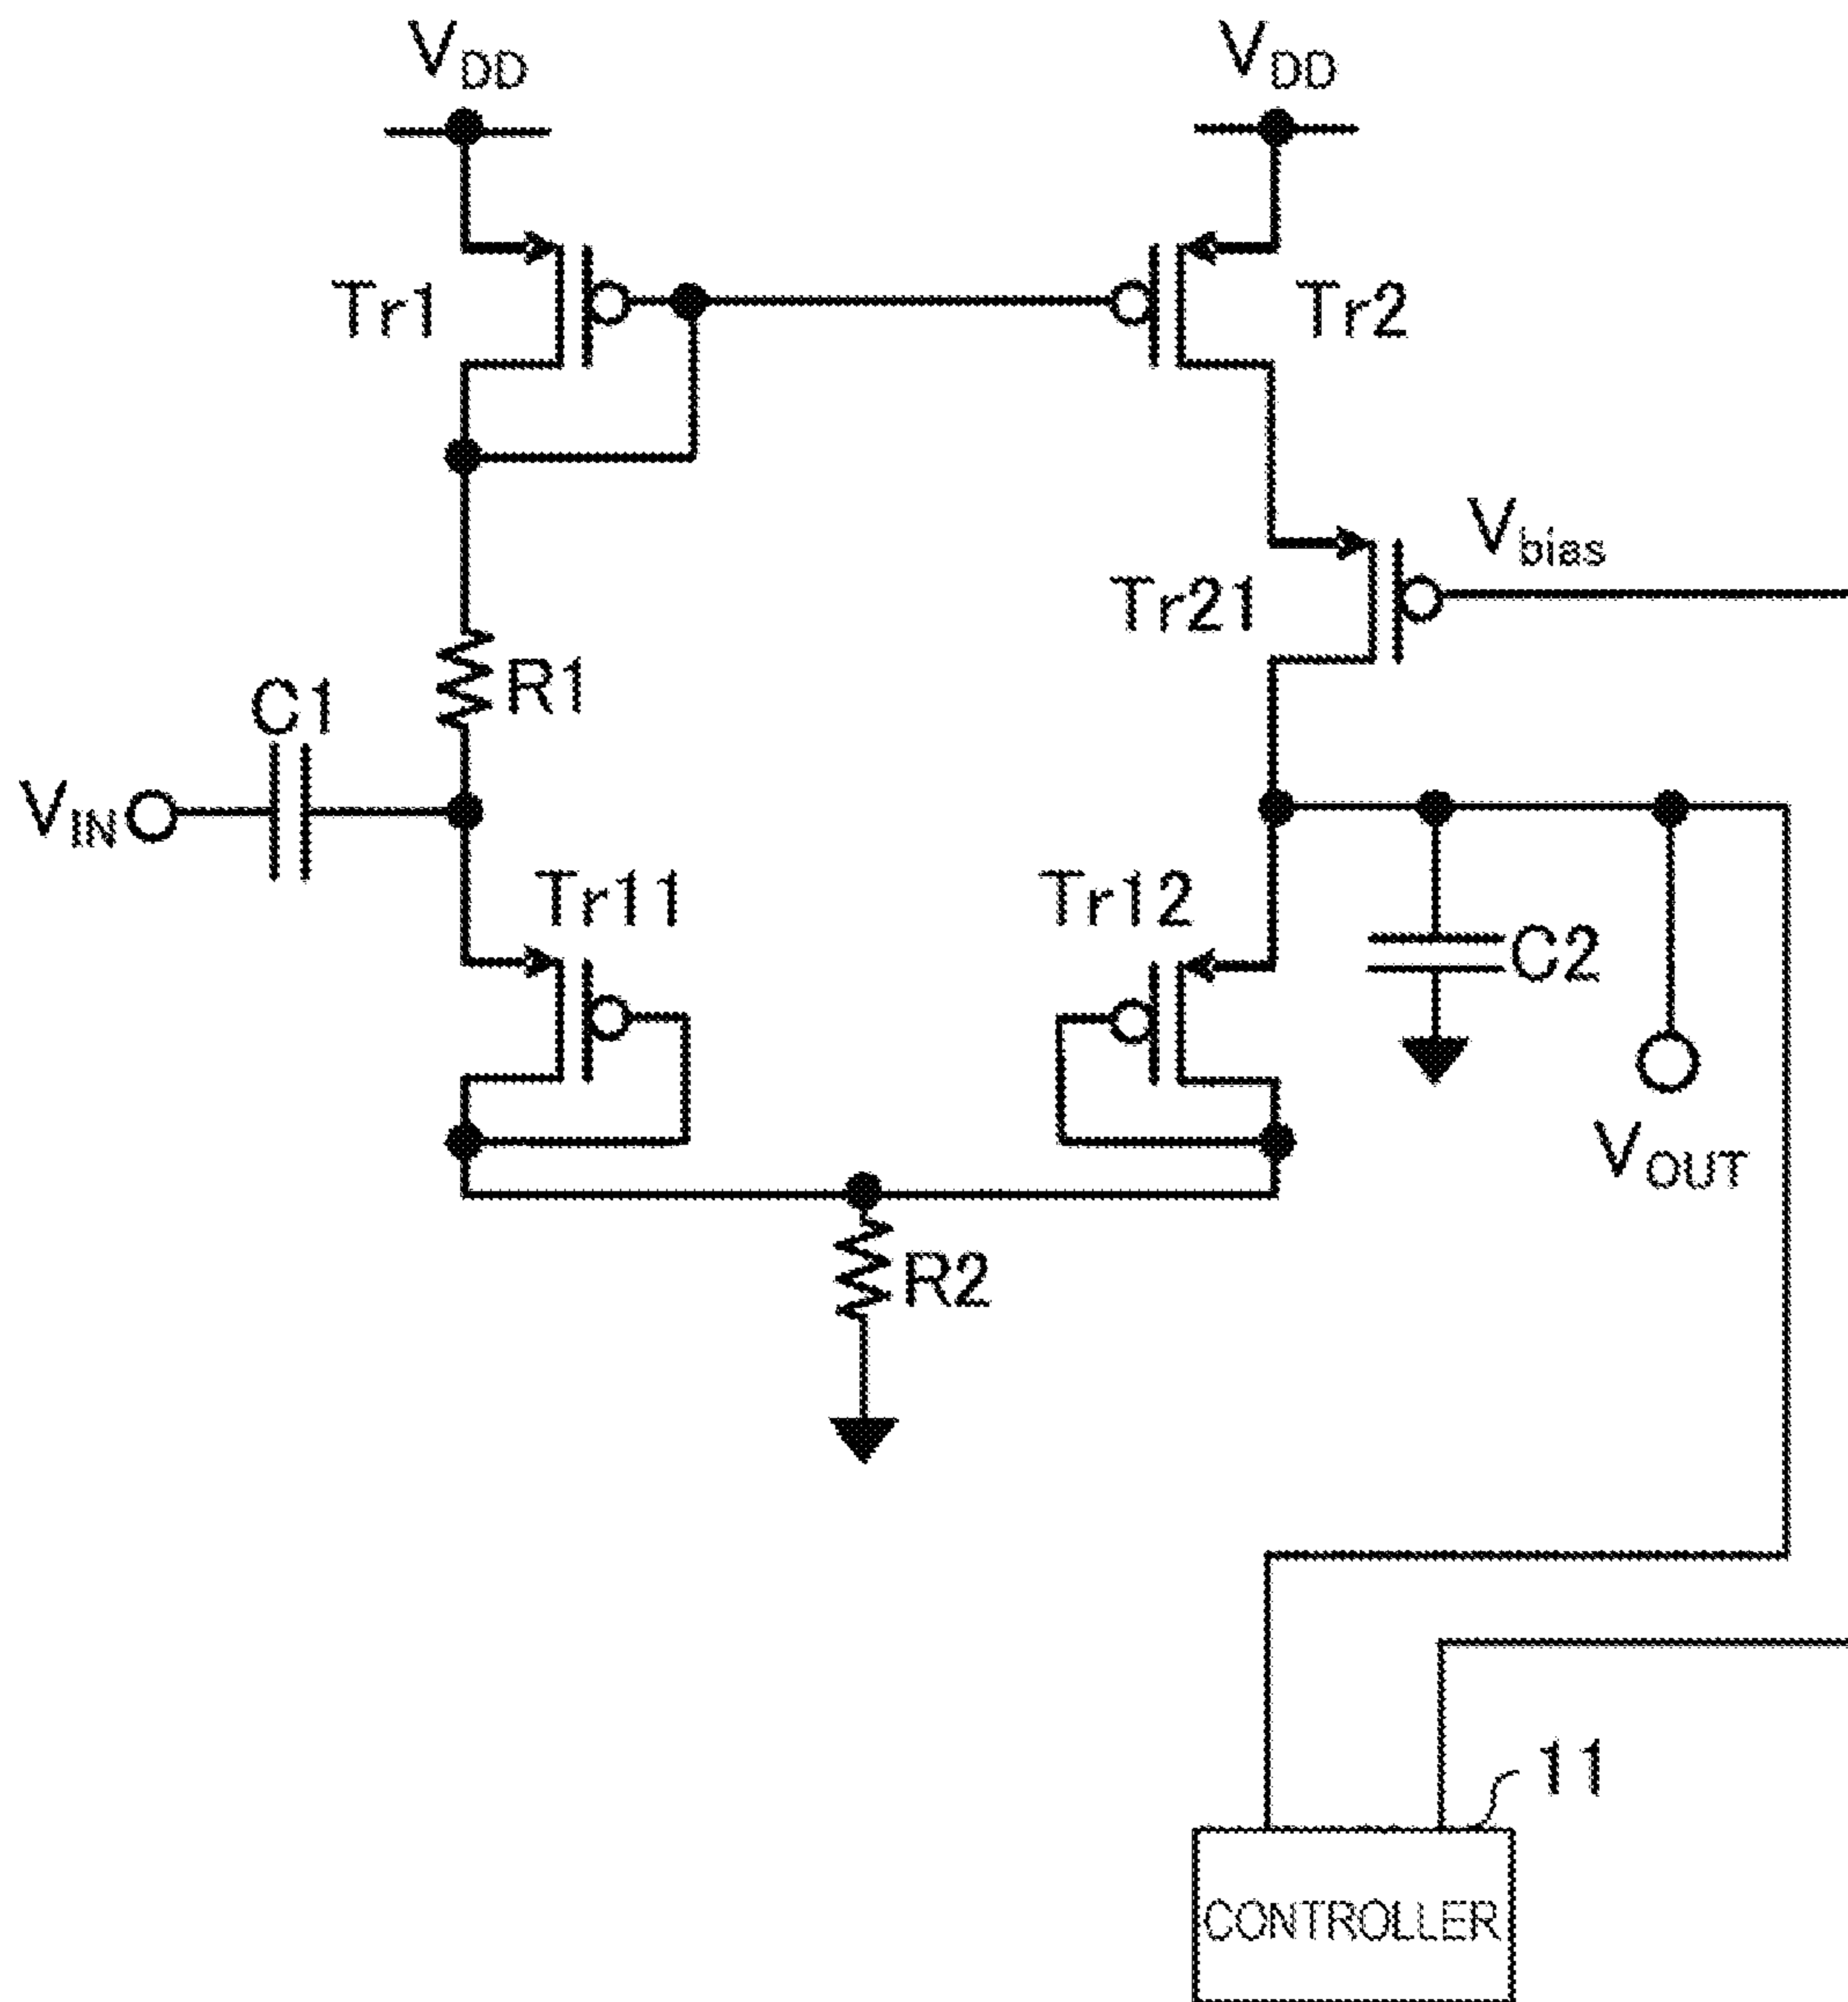 VDD
VDD
Tr1
Tr2
Vbias
Tr21
R1
C1
VIN
Tr11
Tr12
C2
VOUT
R2
11
CONTROLLER